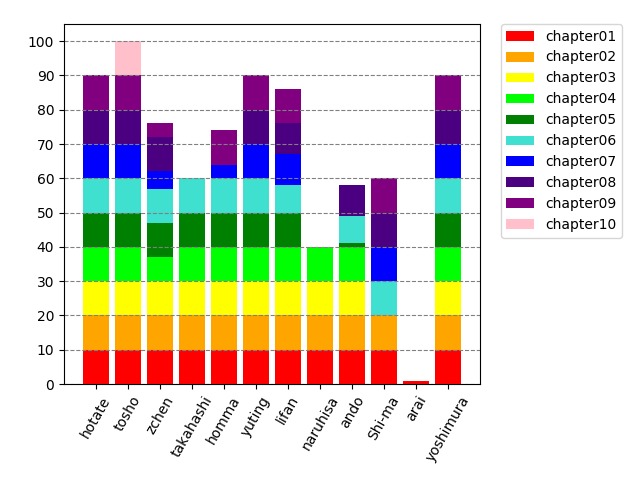 100
90
80
70
60
50
40
30
20
10
0
hotate
tosho
zchen
takahashi
homma
yuting
lifan
naruhisa
ando
Shi-ma
arai
yoshimura
chapter01
chapter02
chapter03
chapter04
chapter05
chapter06
chapter07
chapter08
chapter09
chapter10